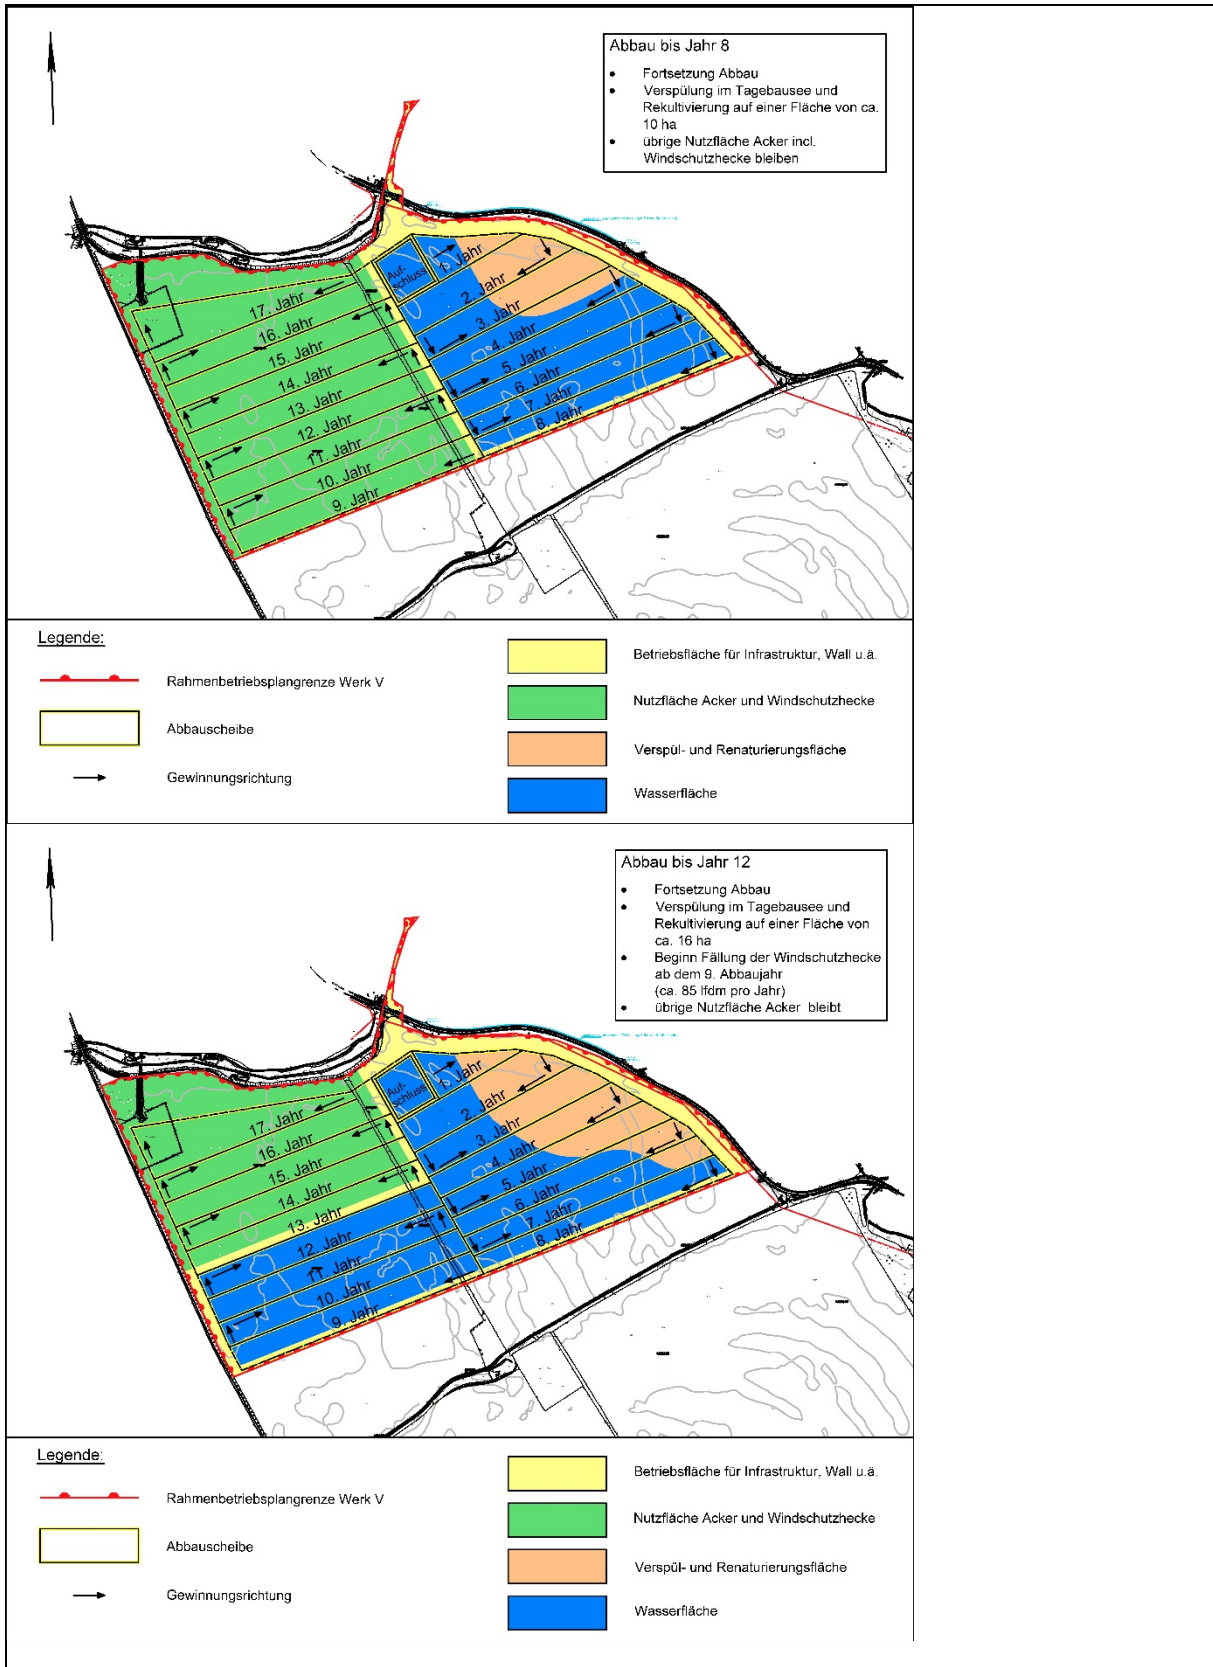 Abbau bis Jahr 8
• Fortsetzung Abbau
• Verspülung im Tagebausee und
Rekultivierung auf einer Fläche von ca.
10 ha
• übrige Nutzfläche Acker incl.
Windschutzhecke bleiben
Auf-
schluss
1. Jahr
2. Jahr
3. Jahr
4. Jahr
5. Jahr
6. Jahr
7. Jahr
8. Jahr
17. Jahr
16. Jahr
15. Jahr
14. Jahr
13. Jahr
12. Jahr
11. Jahr
10. Jahr
9. Jahr
Legende:
Rahmenbetriebsplangrenze Werk V
Abbauscheibe
Gewinnungsrichtung
Betriebsfläche für Infrastruktur, Wall u.ä.
Nutzfläche Acker und Windschutzhecke
Verspül- und Renaturierungsfläche
Wasserfläche
Abbau bis Jahr 12
• Fortsetzung Abbau
• Verspülung im Tagebausee und
Rekultivierung auf einer Fläche von
ca. 16 ha
• Beginn Fällung der Windschutzhecke
ab dem 9. Abbaujahr
(ca. 85 lfdm pro Jahr)
• übrige Nutzfläche Acker bleibt
Auf-
schluss
1. Jahr
2. Jahr
3. Jahr
4. Jahr
5. Jahr
6. Jahr
7. Jahr
8. Jahr
17. Jahr
16. Jahr
15. Jahr
14. Jahr
13. Jahr
12. Jahr
11. Jahr
10. Jahr
9. Jahr
Legende:
Rahmenbetriebsplangrenze Werk V
Abbauscheibe
Gewinnungsrichtung
Betriebsfläche für Infrastruktur, Wall u.ä.
Nutzfläche Acker und Windschutzhecke
Verspül- und Renaturierungsfläche
Wasserfläche